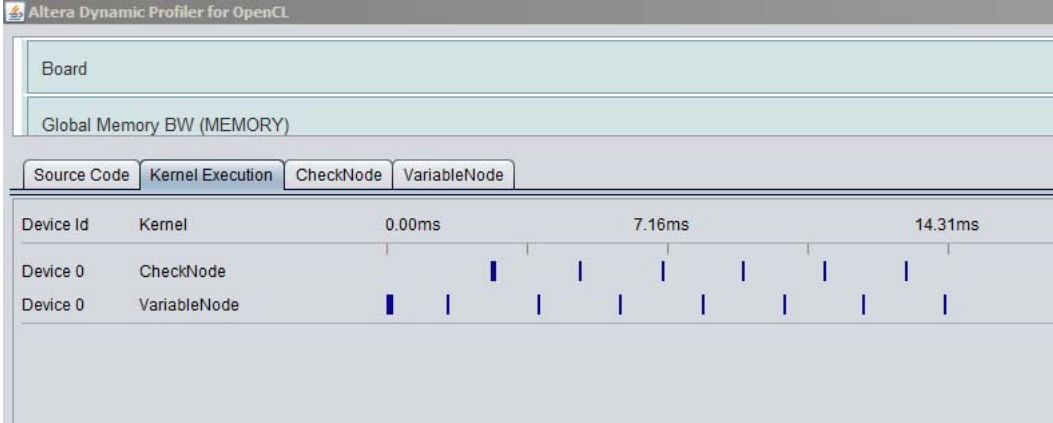 Altera Dynamic Profiler for OpenCL
Board
Global Memory BW (MEMORY)
Source Code Kernel Execution CheckNode VariableNode
Device Id Kernel 0.00ms 7.16ms 14.31ms
Device 0 CheckNode
Device 0 VariableNode